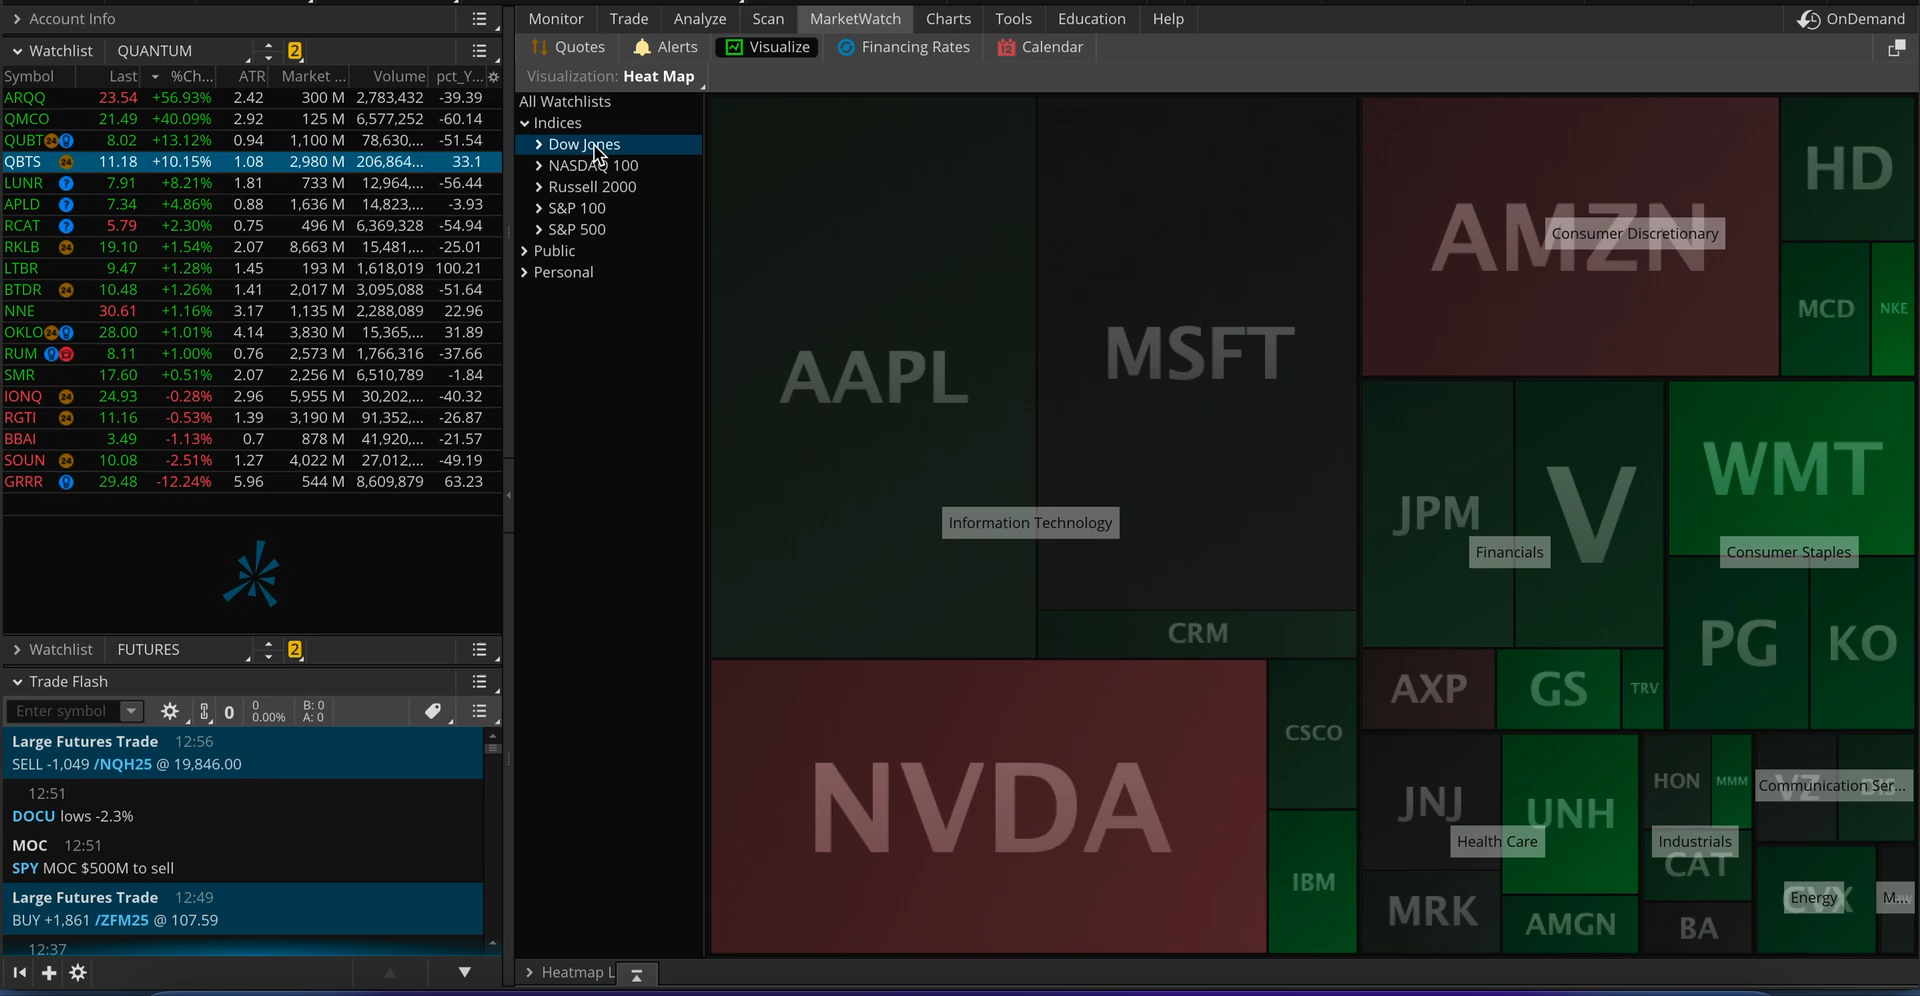 Account Info
Monitor Trade Analyze Scan MarketWatch Charts Tools Education Help OnDemand
Watchlist QUANTUM 2
Quotes Alerts Visualize 12 Financing Rates Calendar
Visualization: Heat Map
Symbol Last %Ch... ATR Market ... Volume pct_Y...
ARQQ 23.54 +56.93% 2.42 300 M 2,783,432 -39.39
QMCO 21.49 +40.09% 2.92 125 M 6,577,252 -60.14
QUBT 24 8.02 +13.12% 0.94 1,100 M 78,630,... -51.54
QBTS 24 11.18 +10.15% 1.08 2,980 M 206,864... 33.1
LUNR ? 7.91 +8.21% 1.81 733 M 12,964,... -56.44
APLD ? 7.34 +4.86% 0.88 1,636 M 14,823,... -3.93
RCAT ? 5.79 +2.30% 0.75 496 M 6,369,328 -54.94
RKLB 24 19.10 +1.54% 2.07 8,663 M 15,481,... -25.01
LTBR 9.47 +1.28% 1.45 193 M 1,618,019 100.21
BTDR 24 10.48 +1.26% 1.41 2,017 M 3,095,088 -51.64
NNE 30.61 +1.16% 3.17 1,135 M 2,288,089 22.96
OKLO 24 28.00 +1.01% 4.14 3,830 M 15,365,... 31.89
RUM 8.11 +1.00% 0.76 2,573 M 1,766,316 -37.66
SMR 17.60 +0.51% 2.07 2,256 M 6,510,789 -1.84
IONQ 24 24.93 -0.28% 2.96 5,955 M 30,202,... -40.32
RGTI 24 11.16 -0.53% 1.39 3,190 M 91,352,... -26.87
BBAI 3.49 -1.13% 0.7 878 M 41,920,... -21.57
SOUN 24 10.08 -2.51% 1.27 4,022 M 27,012,... -49.19
GRRR 29.48 -12.24% 5.96 544 M 8,609,879 63.23
Watchlist FUTURES 2
Trade Flash
Enter symbol 0 0 B: 0
0.00% A: 0
Large Futures Trade 12:56
SELL -1,049 /NQH25 @ 19,846.00
12:51
DOCU lows -2.3%
MOC 12:51
SPY MOC $500M to sell
Large Futures Trade 12:49
BUY +1,861 /ZFM25 @ 107.59
12:37
All Watchlists
Indices
Dow Jones
NASDAQ 100
Russell 2000
S&P 100
S&P 500
Public
Personal
AAPL
MSFT
Information Technology
CRM
NVDA
CSCO
IBM
AMZN
Consumer Discretionary
HD
MCD
NKE
JPM
V
Financials
AXP
GS
TRV
WMT
Consumer Staples
PG
KO
JNJ
UNH
Health Care
MRK
AMGN
HON
MMM
Industrials
CAT
BA
VZ
DIS
Communication Ser...
CVX
Energy
M...
Heatmap L